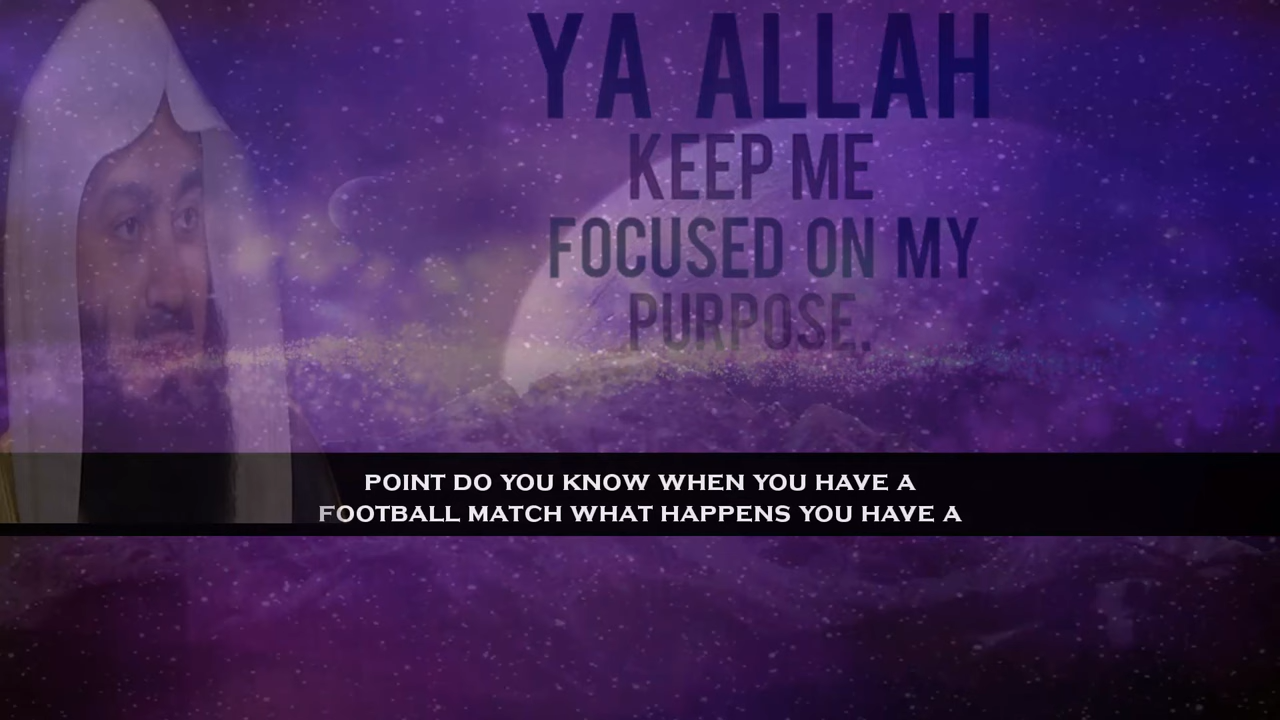 YA ALLAH
KEEP ME
FOCUSED ON MY
PURPOSE.
POINT DO YOU KNOW WHEN YOU HAVE A
FOOTBALL MATCH WHAT HAPPENS YOU HAVE A